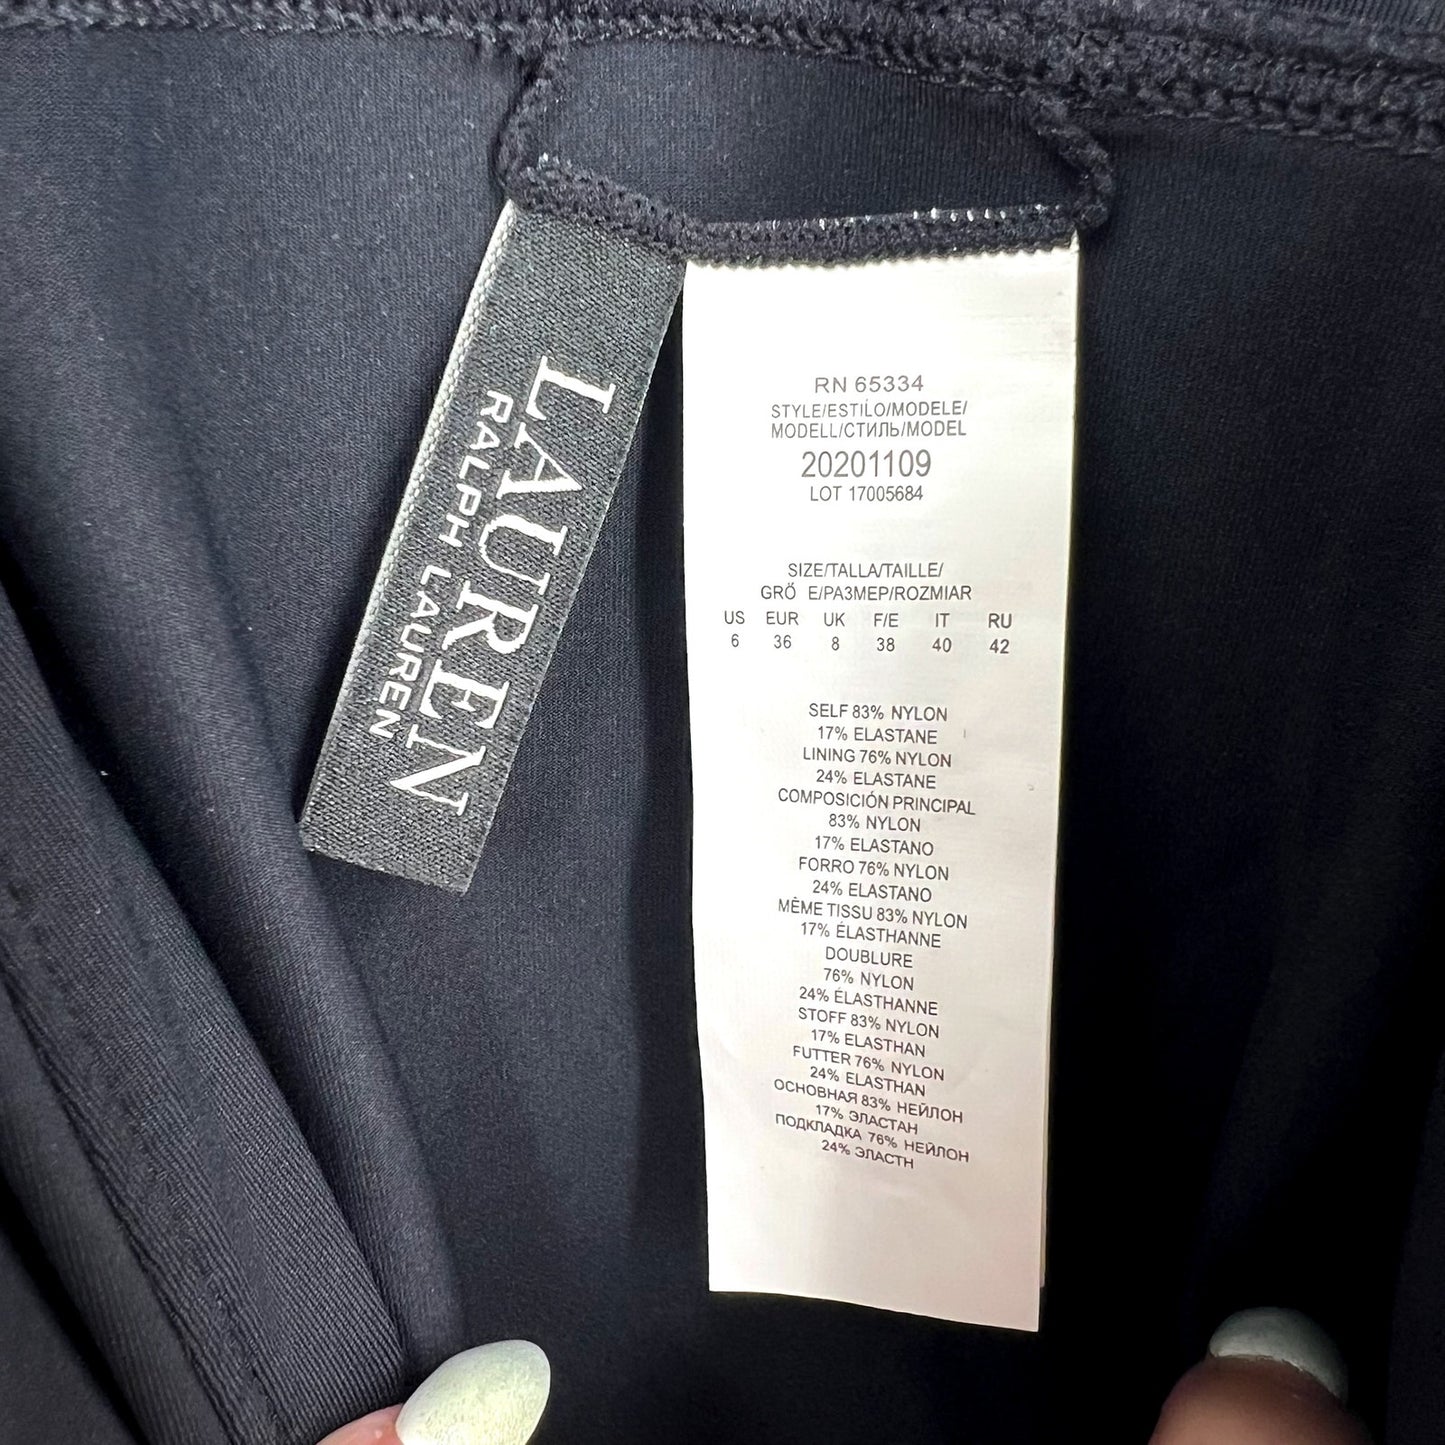 LAUREN
RALPH LAUREN
RN 65334
STYLE/ESTILO/MODELE/
MODELL/СТИЛЬ/MODEL
20201109
LOT 17005684
SIZE/TALLA/TAILLE/
GRÖ E/РАЗМЕР/ROZMIAR
US EUR UK F/E IT RU
6 36 8 38 40 42
SELF 83% NYLON
17% ELASTANE
LINING 76% NYLON
24% ELASTANE
COMPOSICIÓN PRINCIPAL
83% NYLON
17% ELASTANO
FORRO 76% NYLON
24% ELASTANO
MÊME TISSU 83% NYLON
17% ÉLASTHANNE
DOUBLURE
76% NYLON
24% ÉLASTHANNE
STOFF 83% NYLON
17% ELASTHAN
FUTTER 76% NYLON
24% ELASTHAN
ОСНОВНАЯ 83% НЕЙЛОН
17% ЭЛАСТАН
ПОДКЛАДКА 76% НЕЙЛОН
24% ЭЛАСТН